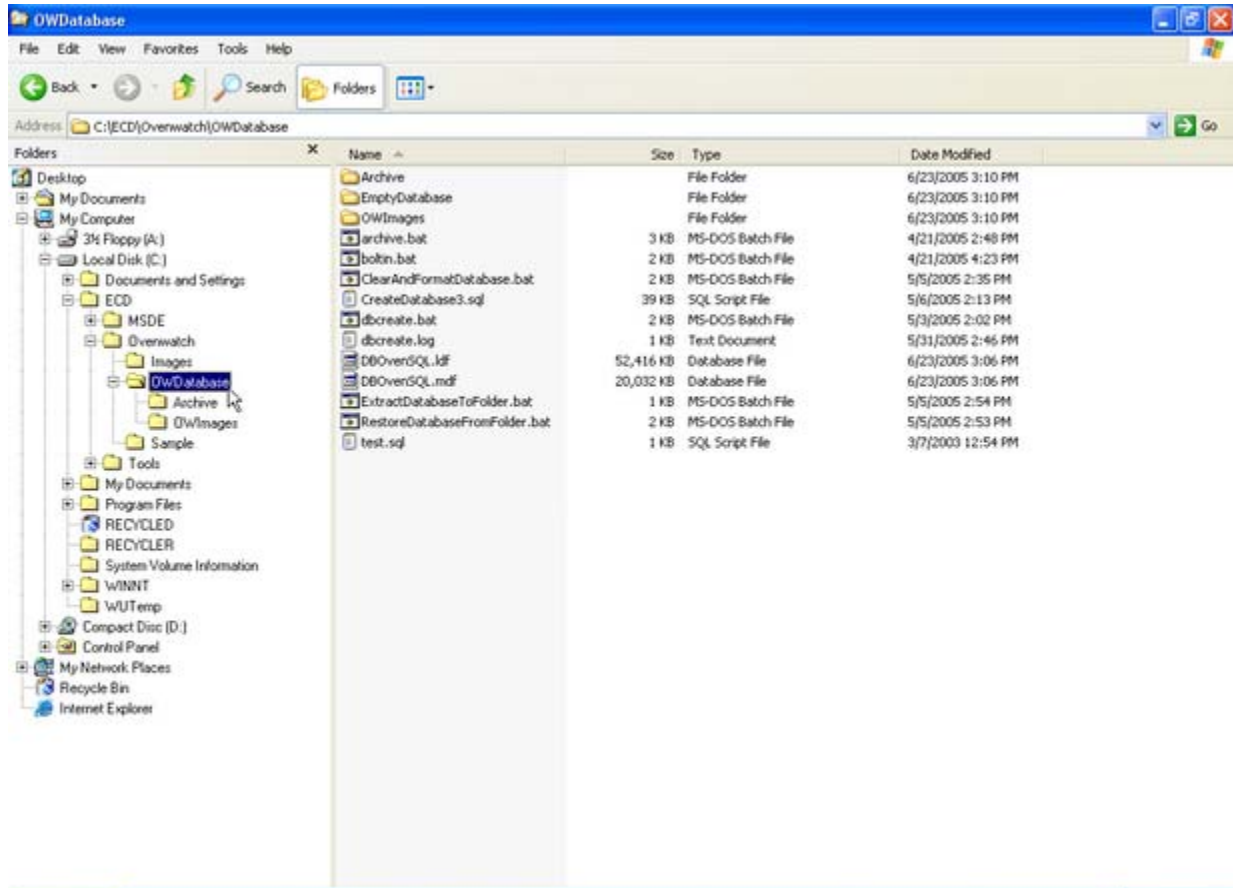 OWDatabase
File Edit View Favorites Tools Help
Back Search Folders
Address C:\ECD\Overwatch\OWDatabase Go
Folders
Name Size Type Date Modified
Desktop
My Documents
My Computer
3½ Floppy (A:)
Local Disk (C:)
Documents and Settings
ECD
MSDE
Overwatch
Images
OWDatabase
Archive
OWImages
Sample
Tools
My Documents
Program Files
RECYCLED
RECYCLER
System Volume Information
WINNT
WUTemp
Compact Disc (D:)
Control Panel
My Network Places
Recycle Bin
Internet Explorer
Archive File Folder 6/23/2005 3:10 PM
EmptyDatabase File Folder 6/23/2005 3:10 PM
OWImages File Folder 6/23/2005 3:10 PM
archive.bat 3 KB MS-DOS Batch File 4/21/2005 2:48 PM
boltin.bat 2 KB MS-DOS Batch File 4/21/2005 4:23 PM
ClearAndFormatDatabase.bat 2 KB MS-DOS Batch File 5/5/2005 2:35 PM
CreateDatabase3.sql 39 KB SQL Script File 5/6/2005 2:13 PM
dbcreate.bat 2 KB MS-DOS Batch File 5/3/2005 2:02 PM
dbcreate.log 1 KB Text Document 5/31/2005 2:46 PM
DBOverSQL.ldf 52,416 KB Database File 6/23/2005 3:06 PM
DBOverSQL.mdf 20,032 KB Database File 6/23/2005 3:06 PM
ExtractDatabaseToFolder.bat 1 KB MS-DOS Batch File 5/5/2005 2:54 PM
RestoreDatabaseFromFolder.bat 2 KB MS-DOS Batch File 5/5/2005 2:53 PM
test.sql 1 KB SQL Script File 3/7/2003 12:54 PM